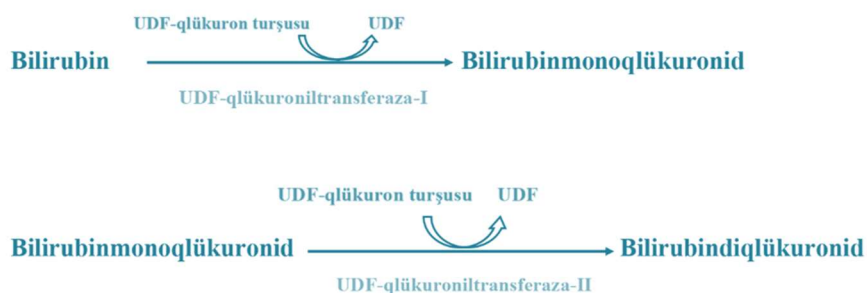 UDF-qlükuron turşusu UDF
Bilirubin Bilirubinmonoqlükuronid
UDF-qlükuroniltransferaza-I
UDF-qlükuron turşusu UDF
Bilirubinmonoqlükuronid Bilirubindiqlükuronid
UDF-qlükuroniltransferaza-II